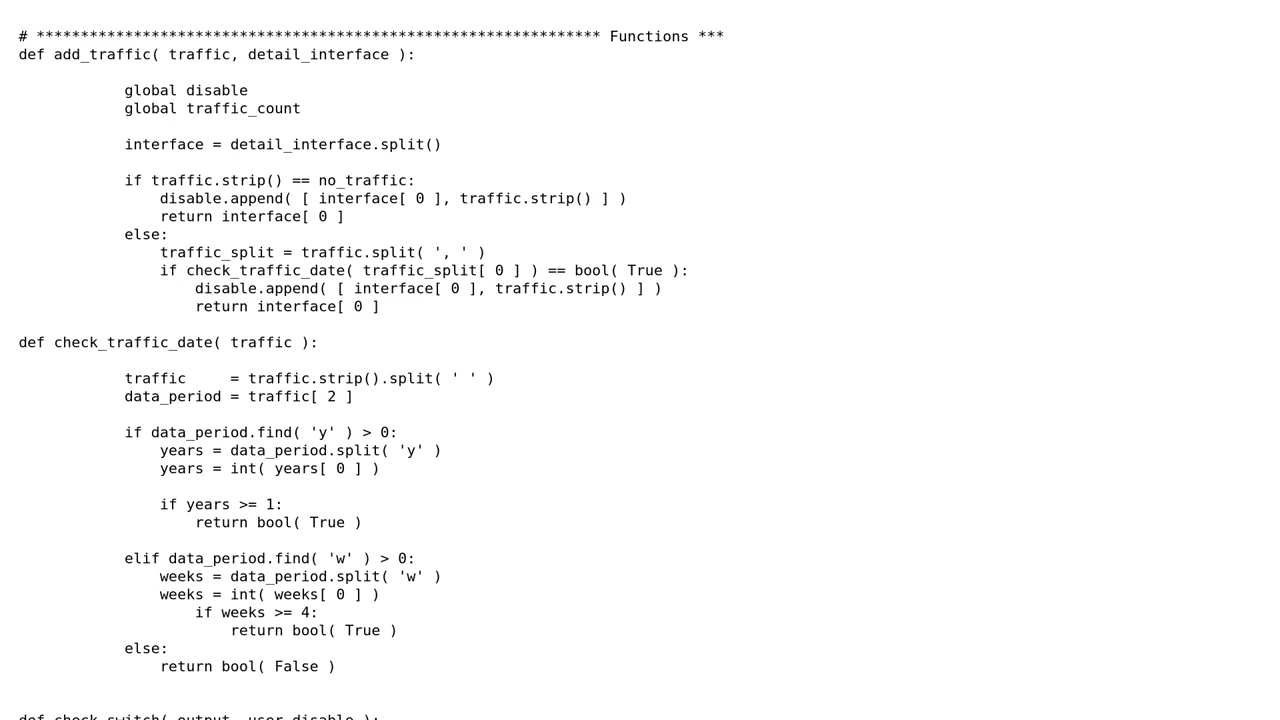 # **************************************************************** Functions ***
def add_traffic( traffic, detail_interface ):
            global disable
            global traffic_count
            interface = detail_interface.split()
            if traffic.strip() == no_traffic:
                disable.append( [ interface[ 0 ], traffic.strip() ] )
                return interface[ 0 ]
            else:
                traffic_split = traffic.split( ', ' )
                if check_traffic_date( traffic_split[ 0 ] ) == bool( True ):
                    disable.append( [ interface[ 0 ], traffic.strip() ] )
                    return interface[ 0 ]
def check_traffic_date( traffic ):
            traffic     = traffic.strip().split( ' ' )
            data_period = traffic[ 2 ]
            if data_period.find( 'y' ) > 0:
                years = data_period.split( 'y' )
                years = int( years[ 0 ] )
                if years >= 1:
                    return bool( True )
            elif data_period.find( 'w' ) > 0:
                weeks = data_period.split( 'w' )
                weeks = int( weeks[ 0 ] )
                    if weeks >= 4:
                        return bool( True )
            else:
                return bool( False )
def check_switch( output, user_disable ):